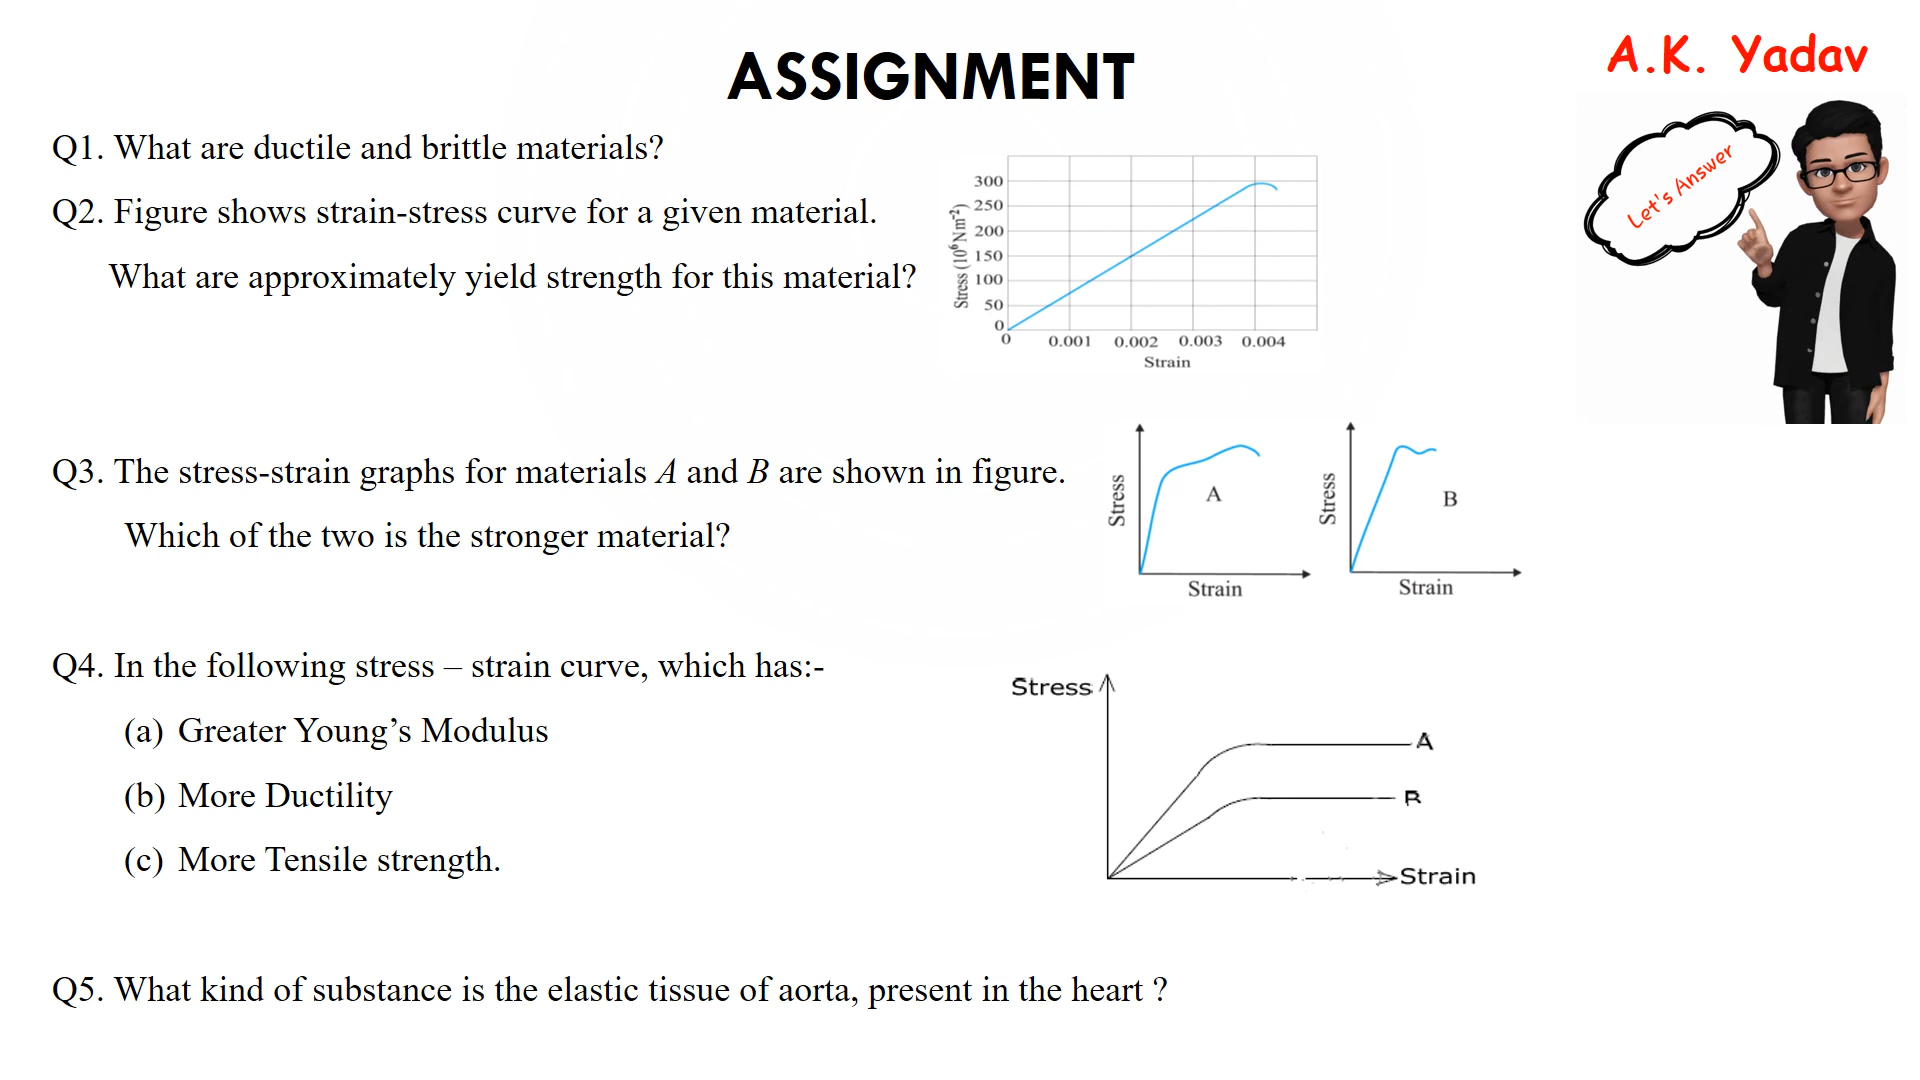 ASSIGNMENT
A.K. Yadav
Let's Answer
Q1. What are ductile and brittle materials?
Q2. Figure shows strain-stress curve for a given material.
What are approximately yield strength for this material?
Stress (10⁶ N m⁻²)
300
250
200
150
100
50
0
0 0.001 0.002 0.003 0.004
Strain
Q3. The stress-strain graphs for materials A and B are shown in figure.
Which of the two is the stronger material?
Stress
A
Strain
Stress
B
Strain
Q4. In the following stress – strain curve, which has:-
(a) Greater Young’s Modulus
(b) More Ductility
(c) More Tensile strength.
Stress
A
B
Strain
Q5. What kind of substance is the elastic tissue of aorta, present in the heart ?